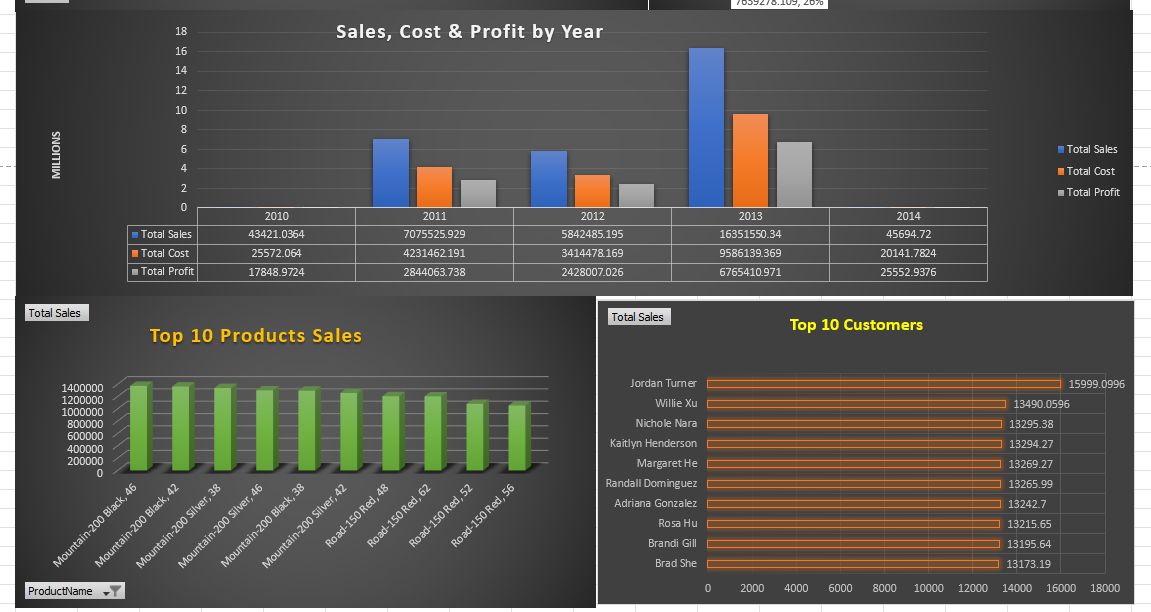 7639278.109, 26%
Sales, Cost & Profit by Year
18
16
14
12
10
8
6
4
2
0
MILLIONS
Total Sales
Total Cost
Total Profit
2010 2011 2012 2013 2014
Total Sales 43421.0364 7075525.929 5842485.195 16351550.34 45694.72
Total Cost 25572.064 4231462.191 3414478.169 9586139.369 20141.7824
Total Profit 17848.9724 2844063.738 2428007.026 6765410.971 25552.9376
Total Sales
Top 10 Products Sales
1400000
1200000
1000000
800000
600000
400000
200000
0
Mountain-200 Black, 46
Mountain-200 Black, 42
Mountain-200 Silver, 38
Mountain-200 Silver, 46
Mountain-200 Black, 38
Mountain-200 Silver, 42
Road-150 Red, 48
Road-150 Red, 62
Road-150 Red, 52
Road-150 Red, 56
ProductName
Total Sales
Top 10 Customers
Jordan Turner 15999.0996
Willie Xu 13490.0596
Nichole Nara 13295.38
Kaitlyn Henderson 13294.27
Margaret He 13269.27
Randall Dominguez 13265.99
Adriana Gonzalez 13242.7
Rosa Hu 13215.65
Brandi Gill 13195.64
Brad She 13173.19
0 2000 4000 6000 8000 10000 12000 14000 16000 18000